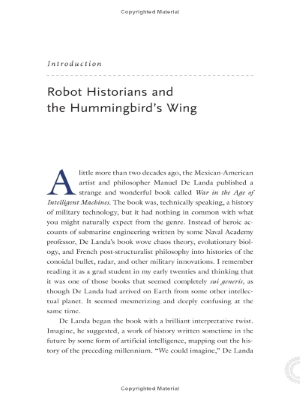 Copyrighted Material
Introduction
Robot Historians and
the Hummingbird's Wing
A little more than two decades ago, the Mexican-American
artist and philosopher Manuel De Landa published a
strange and wonderful book called War in the Age of
Intelligent Machines. The book was, technically speaking, a history
of military technology, but it had nothing in common with what
you might naturally expect from the genre. Instead of heroic ac-
counts of submarine engineering written by some Naval Academy
professor, De Landa's book wove chaos theory, evolutionary biol-
ogy, and French post-structuralist philosophy into histories of the
conoidal bullet, radar, and other military innovations. I remember
reading it as a grad student in my early twenties and thinking that
it was one of those books that seemed completely sui generis, as
though De Landa had arrived on Earth from some other intellec-
tual planet. It seemed mesmerizing and deeply confusing at the
same time.
De Landa began the book with a brilliant interpretative twist.
Imagine, he suggested, a work of history written sometime in the
future by some form of artificial intelligence, mapping out the his-
tory of the preceding millennium. "We could imagine," De Landa
Copyrighted Material